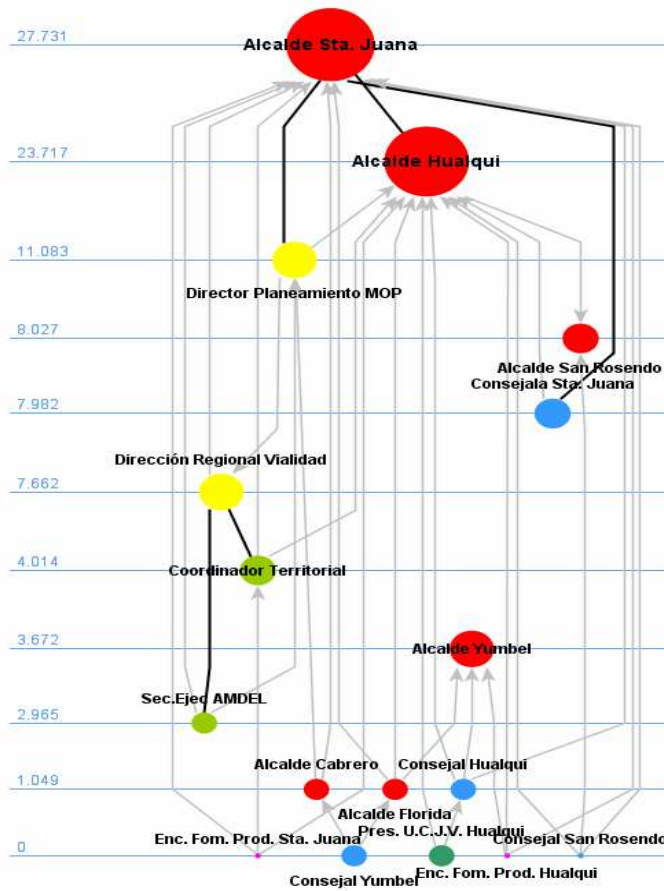 27.731
Alcalde Sta. Juana
23.717
Alcalde Hualqui
11.083
Director Planeamiento MOP
8.027
Alcalde San Rosendo
Consejala Sta. Juana
7.982
Dirección Regional Vialidad
7.662
4.014
Coordinador Territorial
3.672
Alcalde Yumbel
2.965
Sec.Ejec AMDEL
Alcalde Cabrero
Consejal Hualqui
1.049
Alcalde Florida
Pres. U.C.J.V. Hualqui
Enc. Fom. Prod. Sta. Juana
Consejal San Rosendo
0
Enc. Fom. Prod. Hualqui
Consejal Yumbel